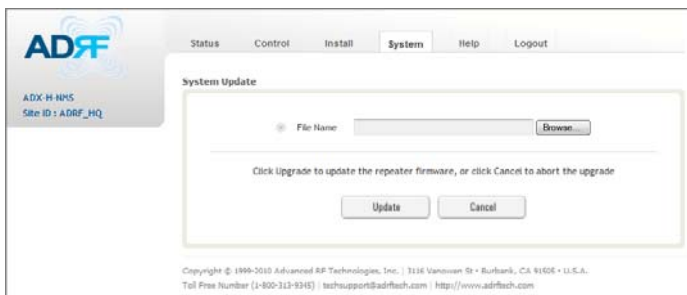 ADRF
Status Control Install System Help Logout
System Update
ADX-H-NMS
Site ID : ADRF_HQ
File Name Browse...
Click Upgrade to update the repeater firmware, or click Cancel to abort the upgrade
Update Cancel
Copyright © 1999-2010 Advanced RF Technologies, Inc. | 3116 Vanowen St • Burbank, CA 91505 • U.S.A.
Toll Free Number (1-800-313-9345) | techsupport@adrftech.com | http://www.adrftech.com